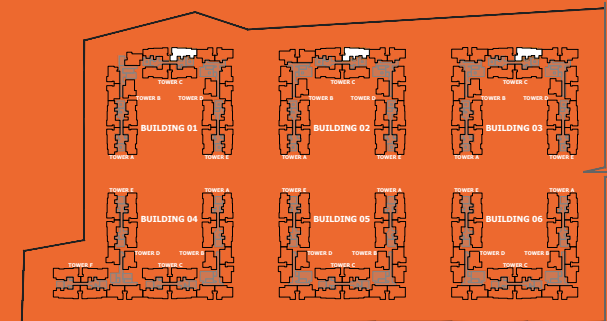 TOWER C TOWER C TOWER C
TOWER B TOWER D TOWER B TOWER D TOWER B TOWER D
BUILDING 01 BUILDING 02 BUILDING 03
TOWER A TOWER E TOWER A TOWER E TOWER A TOWER E
TOWER E TOWER A TOWER E TOWER A TOWER E TOWER A
BUILDING 04 BUILDING 05 BUILDING 06
TOWER D TOWER B TOWER D TOWER B TOWER D TOWER B
TOWER F TOWER C TOWER C TOWER C